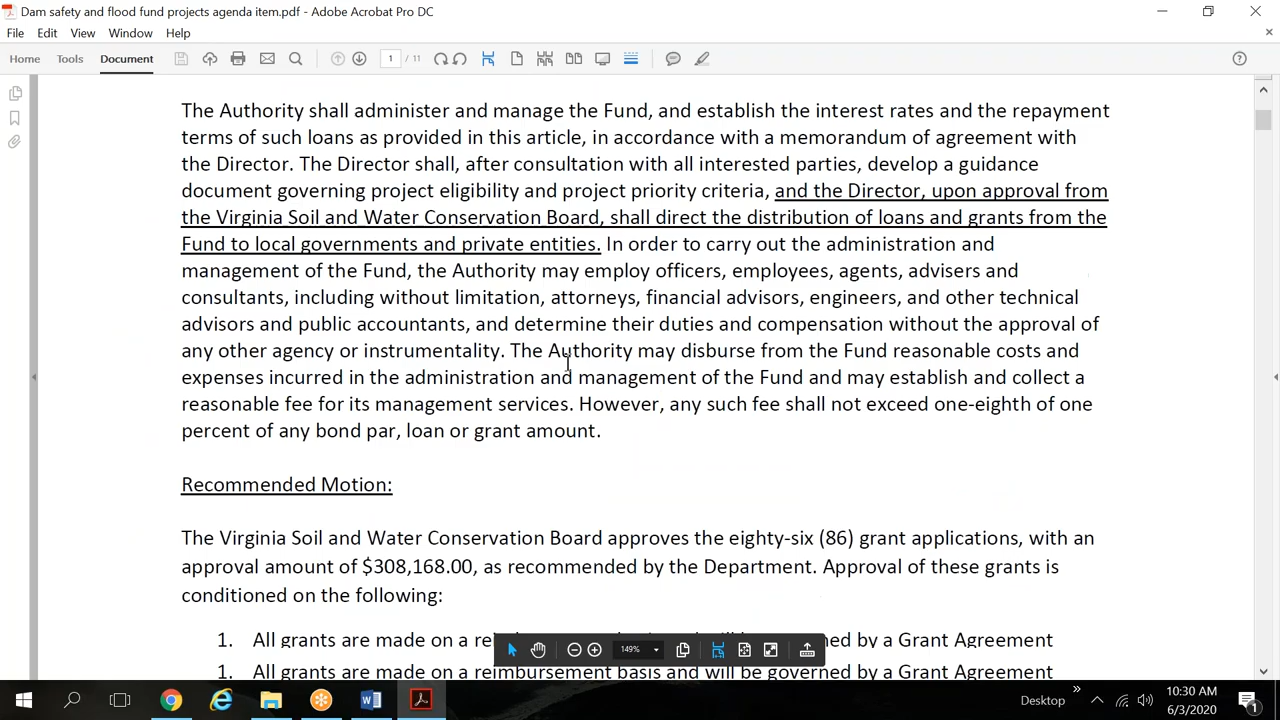 Dam safety and flood fund projects agenda item.pdf - Adobe Acrobat Pro DC
File Edit View Window Help
Home Tools Document 1 / 11
The Authority shall administer and manage the Fund, and establish the interest rates and the repayment
terms of such loans as provided in this article, in accordance with a memorandum of agreement with
the Director. The Director shall, after consultation with all interested parties, develop a guidance
document governing project eligibility and project priority criteria, and the Director, upon approval from
the Virginia Soil and Water Conservation Board, shall direct the distribution of loans and grants from the
Fund to local governments and private entities. In order to carry out the administration and
management of the Fund, the Authority may employ officers, employees, agents, advisers and
consultants, including without limitation, attorneys, financial advisors, engineers, and other technical
advisors and public accountants, and determine their duties and compensation without the approval of
any other agency or instrumentality. The Authority may disburse from the Fund reasonable costs and
expenses incurred in the administration and management of the Fund and may establish and collect a
reasonable fee for its management services. However, any such fee shall not exceed one-eighth of one
percent of any bond par, loan or grant amount.
Recommended Motion:
The Virginia Soil and Water Conservation Board approves the eighty-six (86) grant applications, with an
approval amount of $308,168.00, as recommended by the Department. Approval of these grants is
conditioned on the following:
1. All grants are made on a ned by a Grant Agreement
149%
1. All grants are made on a reimbursement basis and will be governed by a Grant Agreement
Desktop
10:30 AM
6/3/2020
1